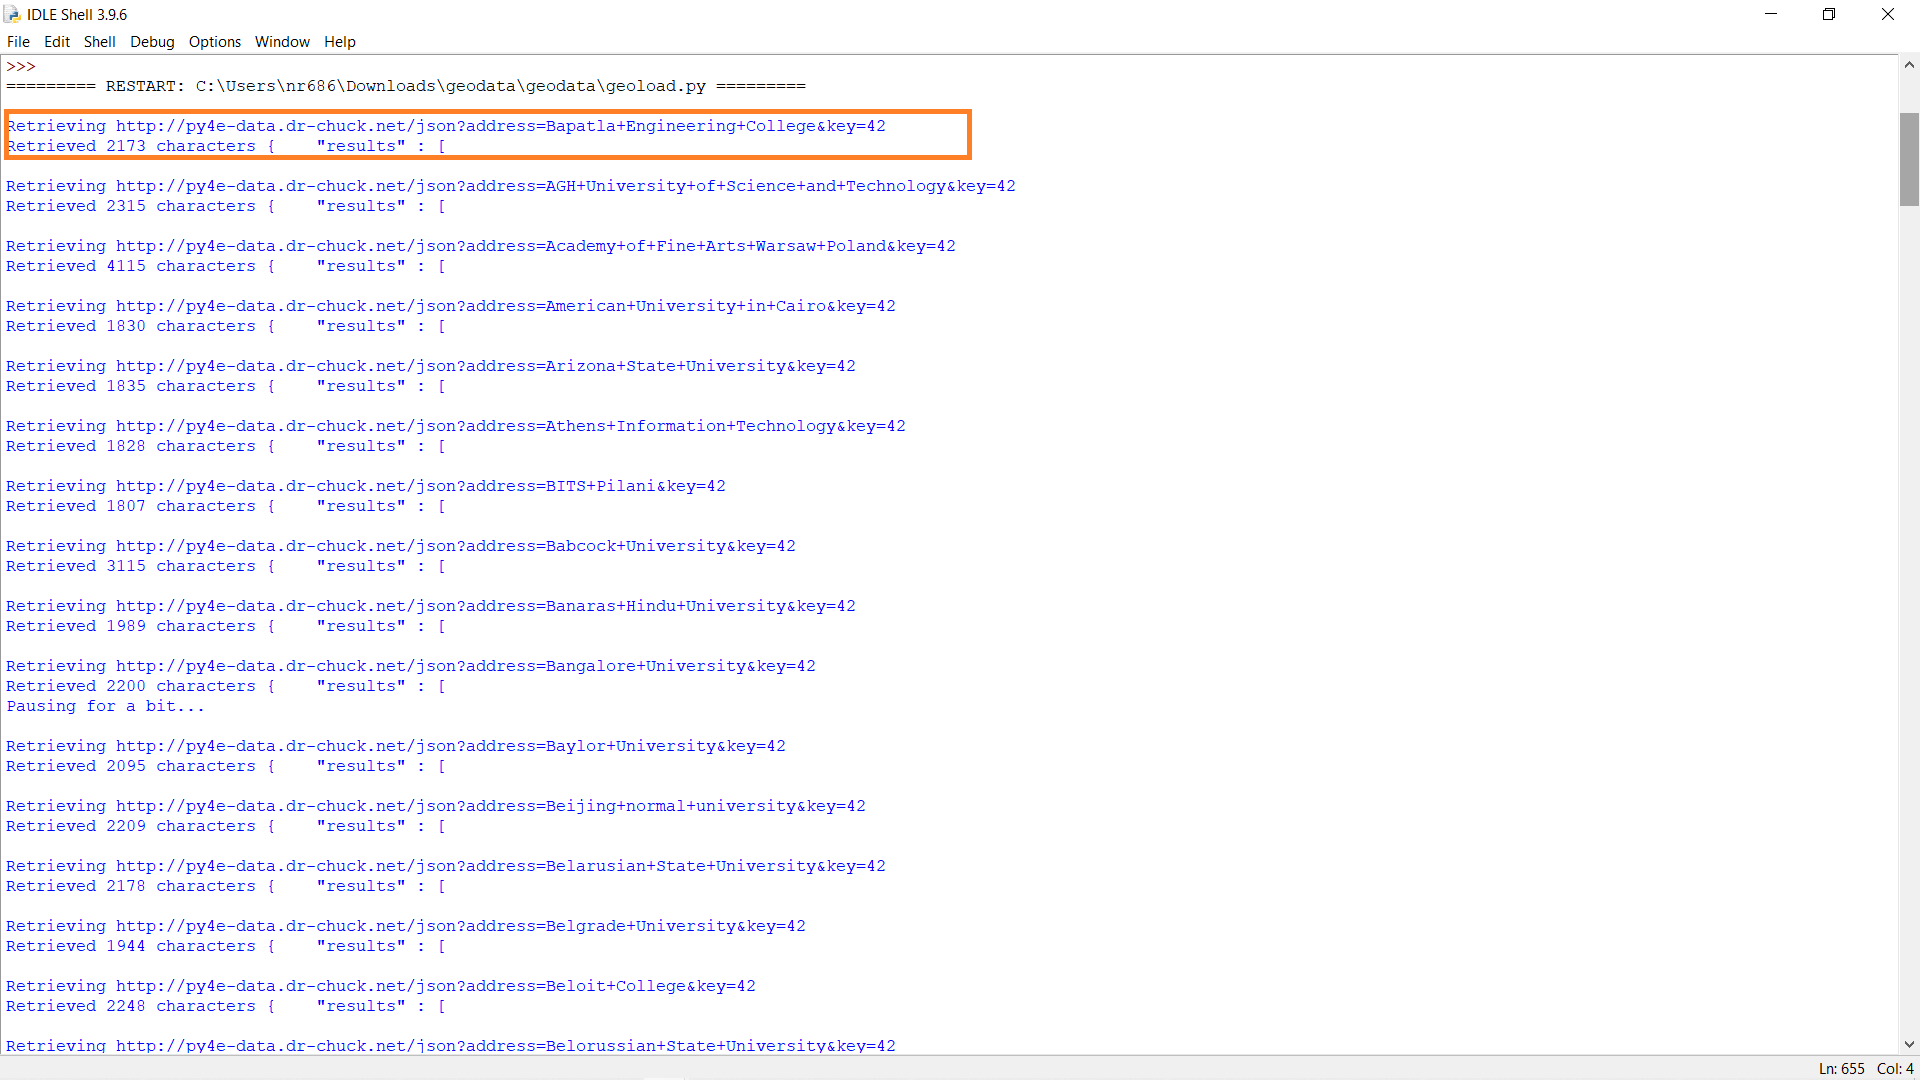 IDLE Shell 3.9.6
File Edit Shell Debug Options Window Help
>>>
========= RESTART: C:\Users\nr686\Downloads\geodata\geodata\geoload.py =========
Retrieving http://py4e-data.dr-chuck.net/json?address=Bapatla+Engineering+College&key=42
Retrieved 2173 characters {    "results" : [
Retrieving http://py4e-data.dr-chuck.net/json?address=AGH+University+of+Science+and+Technology&key=42
Retrieved 2315 characters {    "results" : [
Retrieving http://py4e-data.dr-chuck.net/json?address=Academy+of+Fine+Arts+Warsaw+Poland&key=42
Retrieved 4115 characters {    "results" : [
Retrieving http://py4e-data.dr-chuck.net/json?address=American+University+in+Cairo&key=42
Retrieved 1830 characters {    "results" : [
Retrieving http://py4e-data.dr-chuck.net/json?address=Arizona+State+University&key=42
Retrieved 1835 characters {    "results" : [
Retrieving http://py4e-data.dr-chuck.net/json?address=Athens+Information+Technology&key=42
Retrieved 1828 characters {    "results" : [
Retrieving http://py4e-data.dr-chuck.net/json?address=BITS+Pilani&key=42
Retrieved 1807 characters {    "results" : [
Retrieving http://py4e-data.dr-chuck.net/json?address=Babcock+University&key=42
Retrieved 3115 characters {    "results" : [
Retrieving http://py4e-data.dr-chuck.net/json?address=Banaras+Hindu+University&key=42
Retrieved 1989 characters {    "results" : [
Retrieving http://py4e-data.dr-chuck.net/json?address=Bangalore+University&key=42
Retrieved 2200 characters {    "results" : [
Pausing for a bit...
Retrieving http://py4e-data.dr-chuck.net/json?address=Baylor+University&key=42
Retrieved 2095 characters {    "results" : [
Retrieving http://py4e-data.dr-chuck.net/json?address=Beijing+normal+university&key=42
Retrieved 2209 characters {    "results" : [
Retrieving http://py4e-data.dr-chuck.net/json?address=Belarusian+State+University&key=42
Retrieved 2178 characters {    "results" : [
Retrieving http://py4e-data.dr-chuck.net/json?address=Belgrade+University&key=42
Retrieved 1944 characters {    "results" : [
Retrieving http://py4e-data.dr-chuck.net/json?address=Beloit+College&key=42
Retrieved 2248 characters {    "results" : [
Retrieving http://py4e-data.dr-chuck.net/json?address=Belorussian+State+University&key=42
Ln: 655 Col: 4